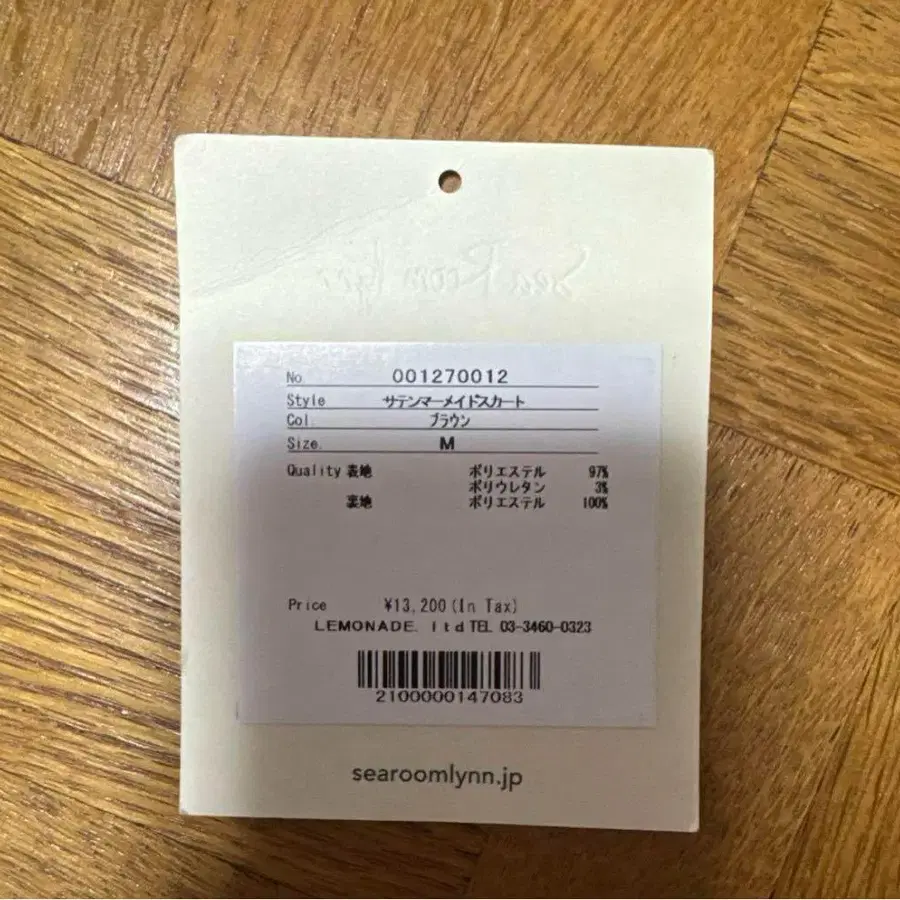 Sea Room lynn
No. 001270012
Style サテンマーメイドスカート
Col. ブラウン
Size. M
Quality 表地 ポリエステル 97%
ポリウレタン 3%
裏地 ポリエステル 100%
Price ¥13,200(In Tax)
LEMONADE. ltd TEL 03-3460-0323
2100000147083
searoomlynn.jp